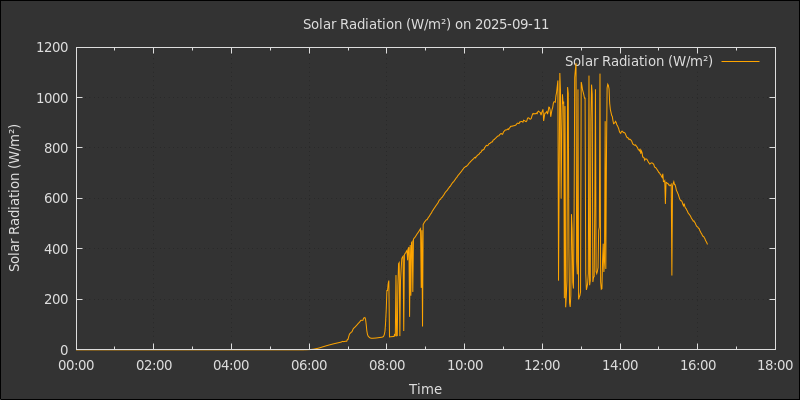 Solar Radiation (W/m²) on 2025-09-11
Solar Radiation (W/m²)
1200
1000
800
600
400
200
0
Solar Radiation (W/m²)
00:00 02:00 04:00 06:00 08:00 10:00 12:00 14:00 16:00 18:00
Time